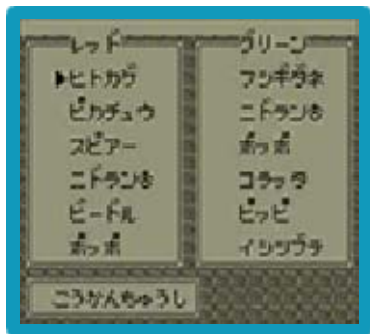 レッド
▶ヒトカゲ
ピカチュウ
スピアー
ニドラン♂
ビードル
ポッポ
グリーン
フシギダネ
ニドラン♂
ポッポ
コラッタ
ピッピ
イシツブテ
こうかんちゅうし